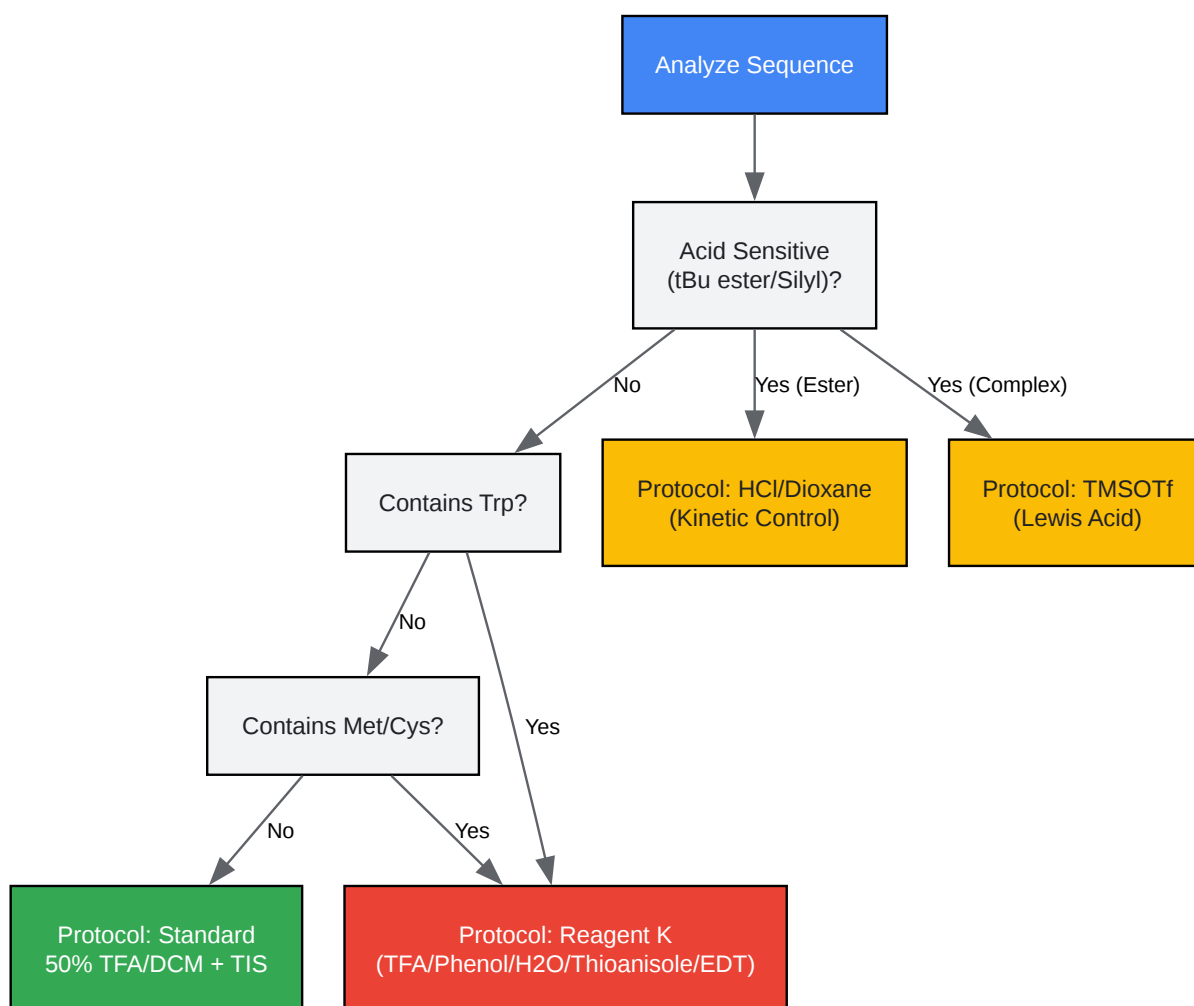 Analyze Sequence
Acid Sensitive
(tBu ester/Silyl)?
No
Yes (Ester)
Yes (Complex)
Contains Trp?
Protocol: HCl/Dioxane
(Kinetic Control)
Protocol: TMSOTf
(Lewis Acid)
No
Yes
Contains Met/Cys?
No
Yes
Protocol: Standard
50% TFA/DCM + TIS
Protocol: Reagent K
(TFA/Phenol/H2O/Thioanisole/EDT)